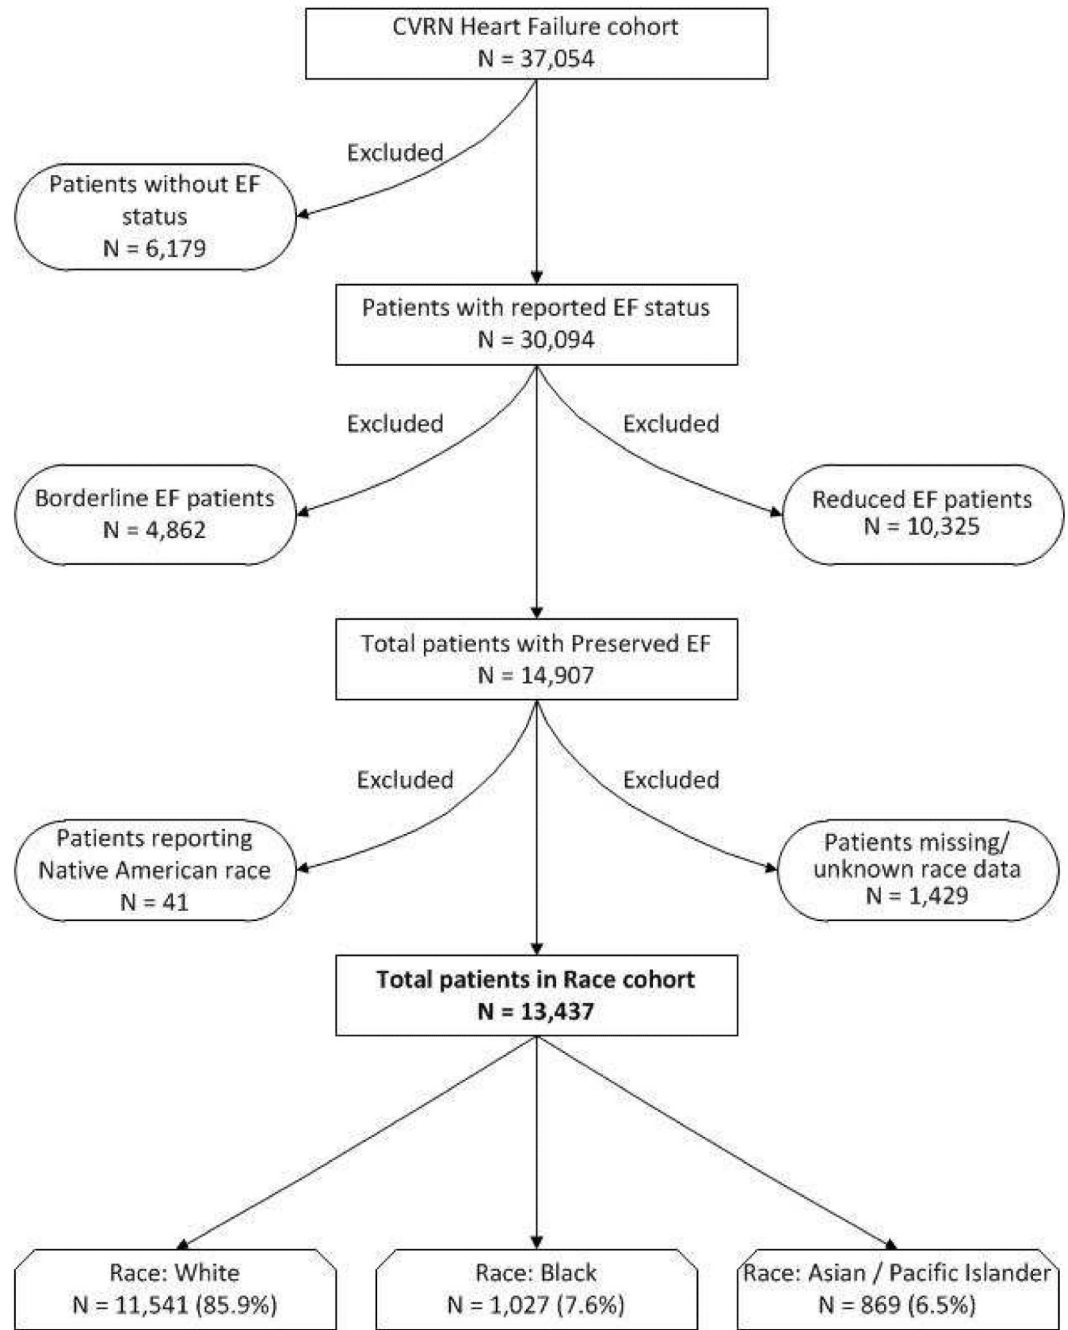 CVRN Heart Failure cohort
N = 37,054
Excluded
Patients without EF
status
N = 6,179
Patients with reported EF status
N = 30,094
Excluded
Excluded
Borderline EF patients
N = 4,862
Reduced EF patients
N = 10,325
Total patients with Preserved EF
N = 14,907
Excluded
Excluded
Patients reporting
Native American race
N = 41
Patients missing/
unknown race data
N = 1,429
Total patients in Race cohort
N = 13,437
Race: White
N = 11,541 (85.9%)
Race: Black
N = 1,027 (7.6%)
Race: Asian / Pacific Islander
N = 869 (6.5%)